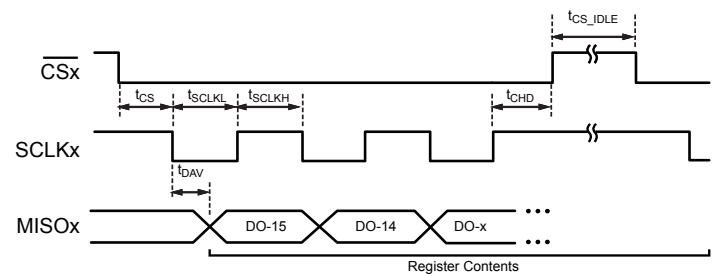 tCS_IDLE
CSx
tCS tSCLKL tSCLKH tCHD
SCLKx
tDAV
MISOx DO-15 DO-14 DO-x •••
•••
Register Contents